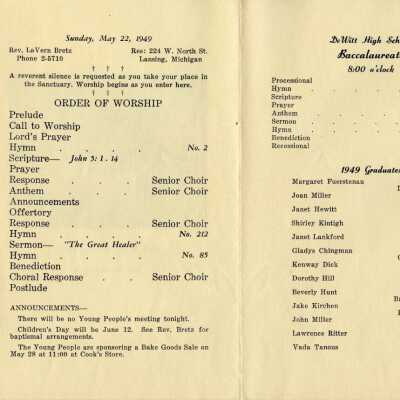 Sunday, May 22, 1949
Rev. LaVern Bretz Res: 224 W. North St.
Phone 2-5710 Lansing, Michigan
† † †
A reverent silence is requested as you take your place in
the Sanctuary. Worship begins as you enter here.
† † †
ORDER OF WORSHIP
Prelude
Call to Worship
Lord's Prayer
Hymn . . . . No. 2
Scripture— John 5: 1 - 14
Prayer
Response . . . Senior Choir
Anthem . . . Senior Choir
Announcements
Offertory
Response . . . Senior Choir
Hymn . . . . No. 212
Sermon— "The Great Healer"
Hymn . . . . No. 85
Benediction
Choral Response . . Senior Choir
Postlude
ANNOUNCEMENTS—
There will be no Young People's meeting tonight.
Children's Day will be June 12. See Rev. Bretz for
baptismal arrangements.
The Young People are sponsoring a Bake Goods Sale on
May 28 at 11:00 at Cook's Store.
DeWitt High Sch
Baccalaureat
8:00 o'clock
Processional
Hymn . . .
Scripture
Prayer
Anthem . .
Sermon .
Hymn . . .
Benediction
Recessional
1949 Graduates
Margaret Fuerstenau
Joan Miller
Janet Hewitt
Shirley Kintigh
Janet Lankford
Gladys Chingman
Kenway Dick
Dorothy Hill
Beverly Hunt
Jake Kirchen
John Miller
Lawrence Ritter
Vada Tanous